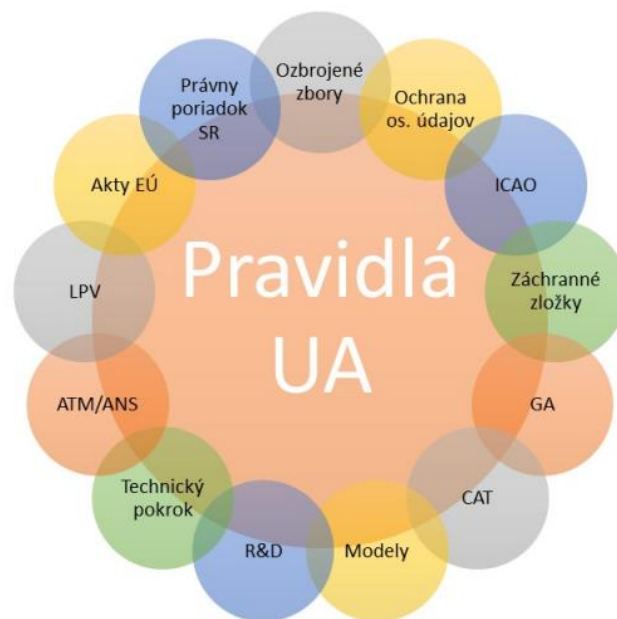 Ozbrojené
zbory
Ochrana
os. údajov
ICAO
Záchranné
zložky
GA
CAT
Modely
R&D
Technický
pokrok
ATM/ANS
LPV
Akty EÚ
Právny
poriadok
SR
Pravidlá
UA